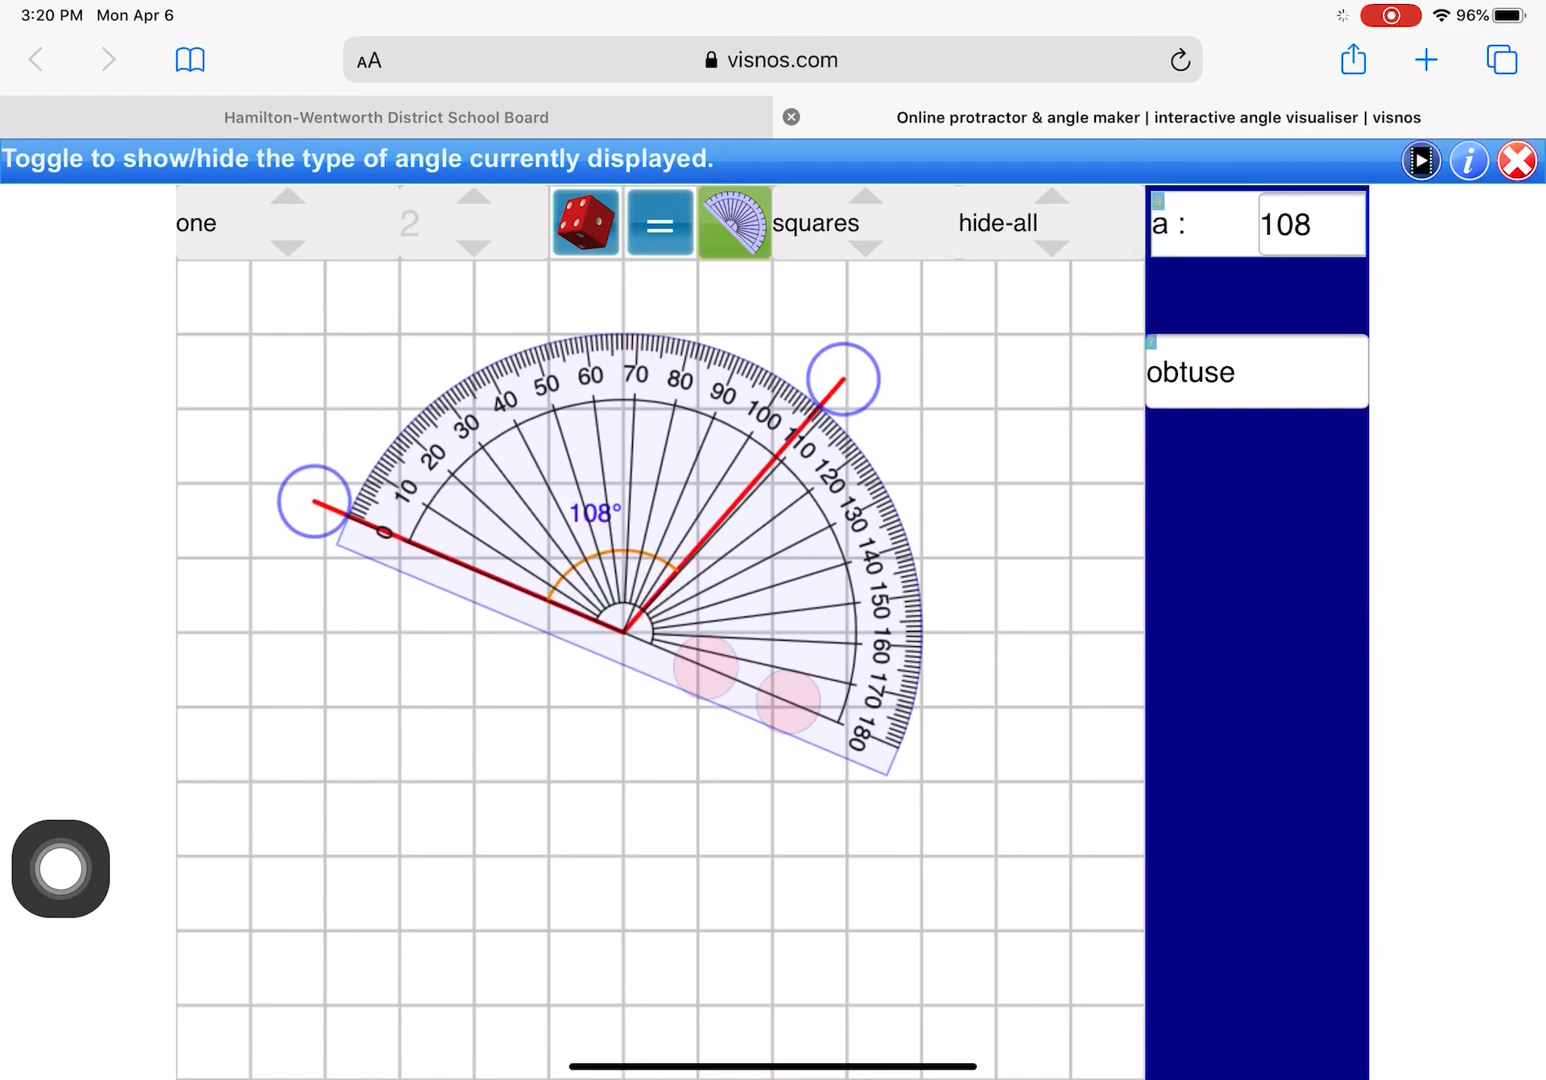 3:20 PM Mon Apr 6
96%
AA
visnos.com
Hamilton-Wentworth District School Board
Online protractor & angle maker | interactive angle visualiser | visnos
Toggle to show/hide the type of angle currently displayed.
i
one
2
=
squares
hide-all
a
a :
108
?
obtuse
0
10
20
30
40
50
60
70
80
90
100
110
120
130
140
150
160
170
180
108°